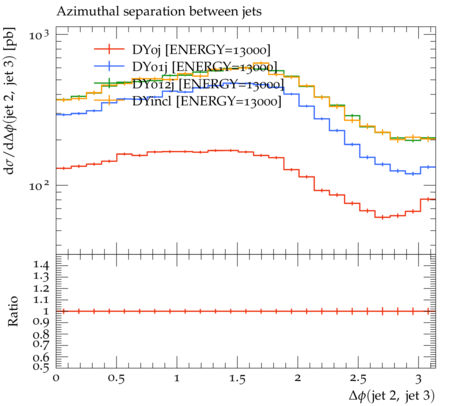 Azimuthal separation between jets
dσ/dΔϕ(jet 2, jet 3) [pb]
10³
10²
DY0j [ENERGY=13000]
DY01j [ENERGY=13000]
DY012j [ENERGY=13000]
DYincl [ENERGY=13000]
Ratio
1.4
1.3
1.2
1.1
1
0.9
0.8
0.7
0.6
0.5
0 0.5 1 1.5 2 2.5 3
Δϕ(jet 2, jet 3)